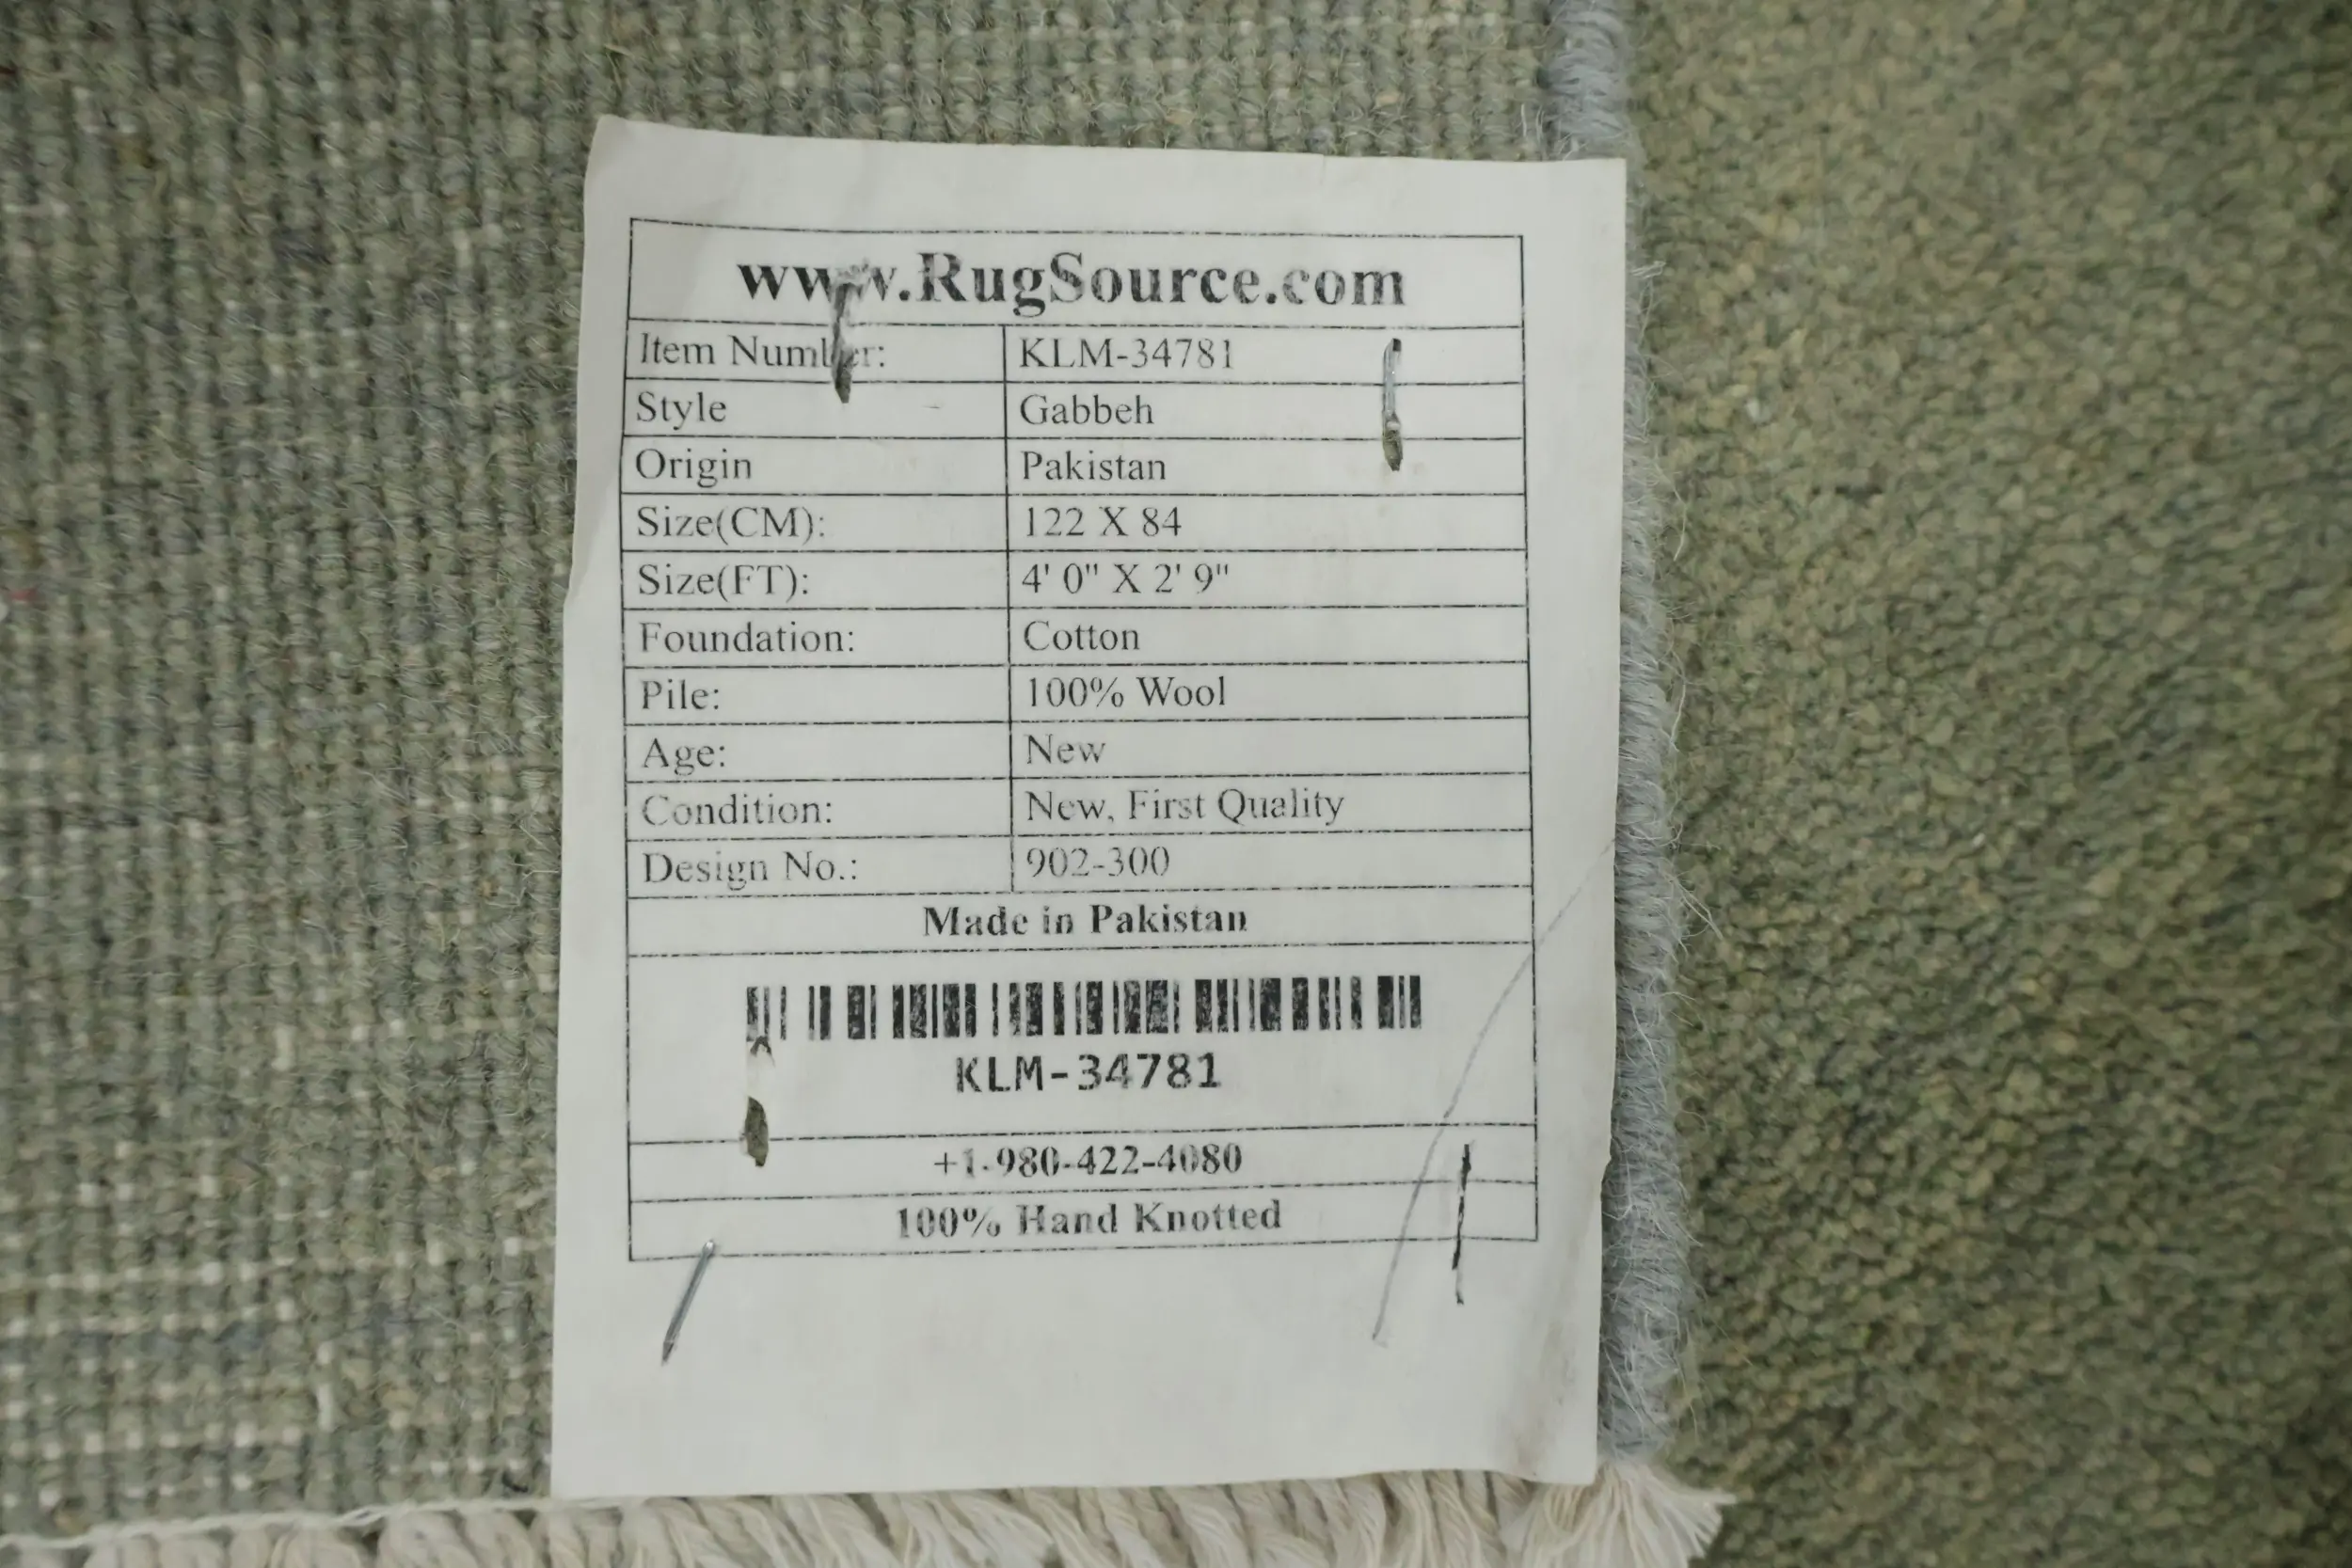 www.RugSource.com
Item Number: KLM-34781
Style Gabbeh
Origin Pakistan
Size(CM): 122 X 84
Size(FT): 4' 0" X 2' 9"
Foundation: Cotton
Pile: 100% Wool
Age: New
Condition: New, First Quality
Design No.: 902-300
Made in Pakistan
KLM-34781
+1-980-422-4080
100% Hand Knotted